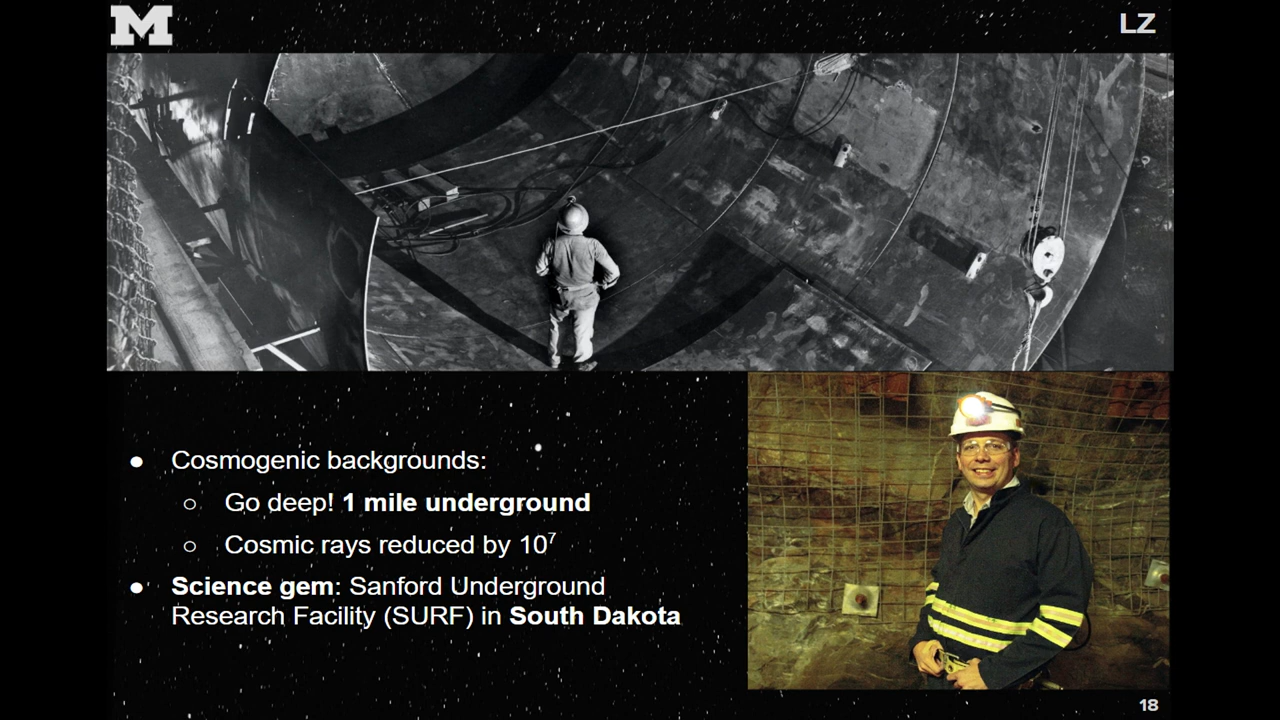 M
LZ
● Cosmogenic backgrounds:
○ Go deep! 1 mile underground
○ Cosmic rays reduced by 10⁷
● Science gem: Sanford Underground
Research Facility (SURF) in South Dakota
18